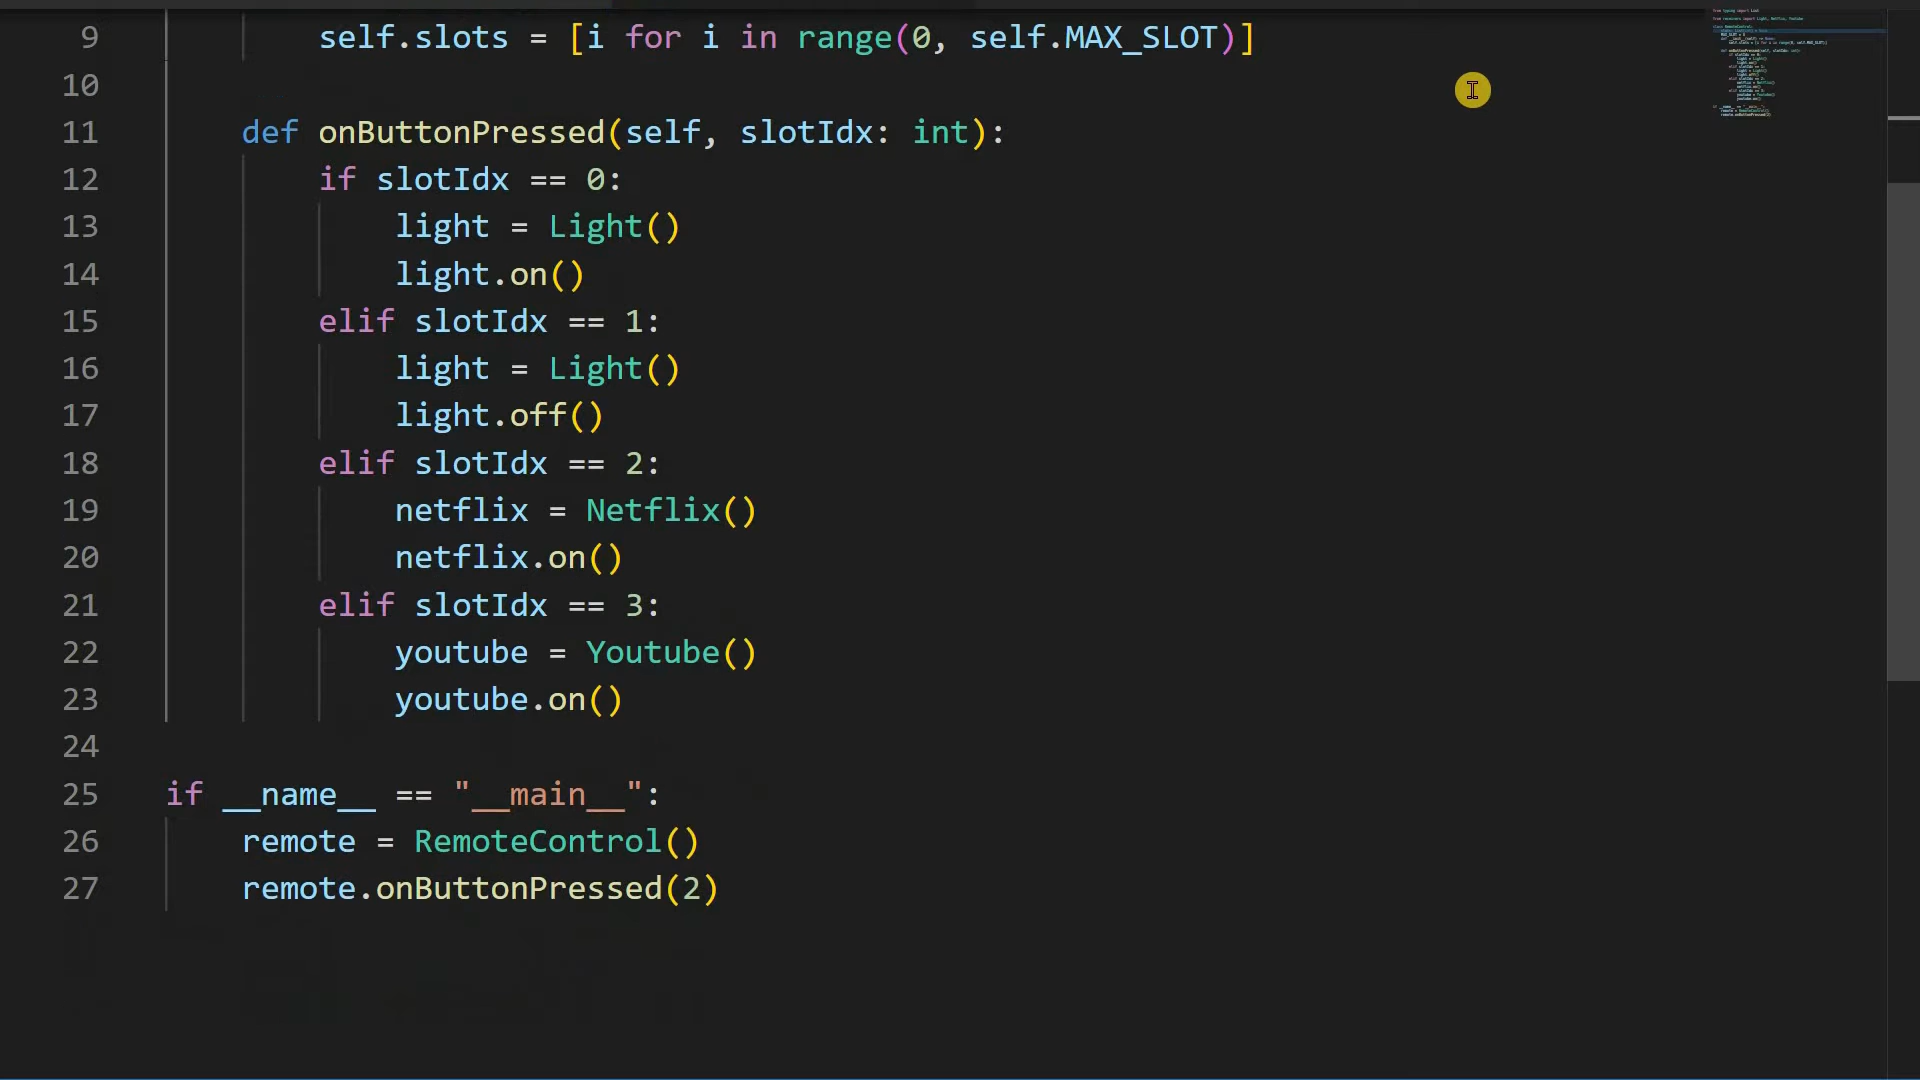 9 self.slots = [i for i in range(0, self.MAX_SLOT)]
10
11 def onButtonPressed(self, slotIdx: int):
12 if slotIdx == 0:
13 light = Light()
14 light.on()
15 elif slotIdx == 1:
16 light = Light()
17 light.off()
18 elif slotIdx == 2:
19 netflix = Netflix()
20 netflix.on()
21 elif slotIdx == 3:
22 youtube = Youtube()
23 youtube.on()
24
25 if __name__ == "__main__":
26 remote = RemoteControl()
27 remote.onButtonPressed(2)